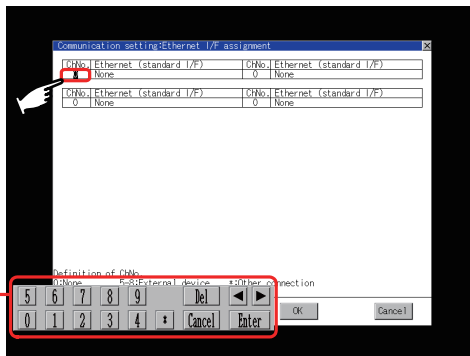 Communication setting:Ethernet I/F assignment
ChNo. Ethernet (standard I/F) ChNo. Ethernet (standard I/F)
None 0 None
ChNo. Ethernet (standard I/F) ChNo. Ethernet (standard I/F)
0 None 0 None
Definition of ChNo.
0:None 5-8:External device *:Other connection
5 6 7 8 9 Del ◀ ▶
0 1 2 3 4 * Cancel Enter
OK Cancel